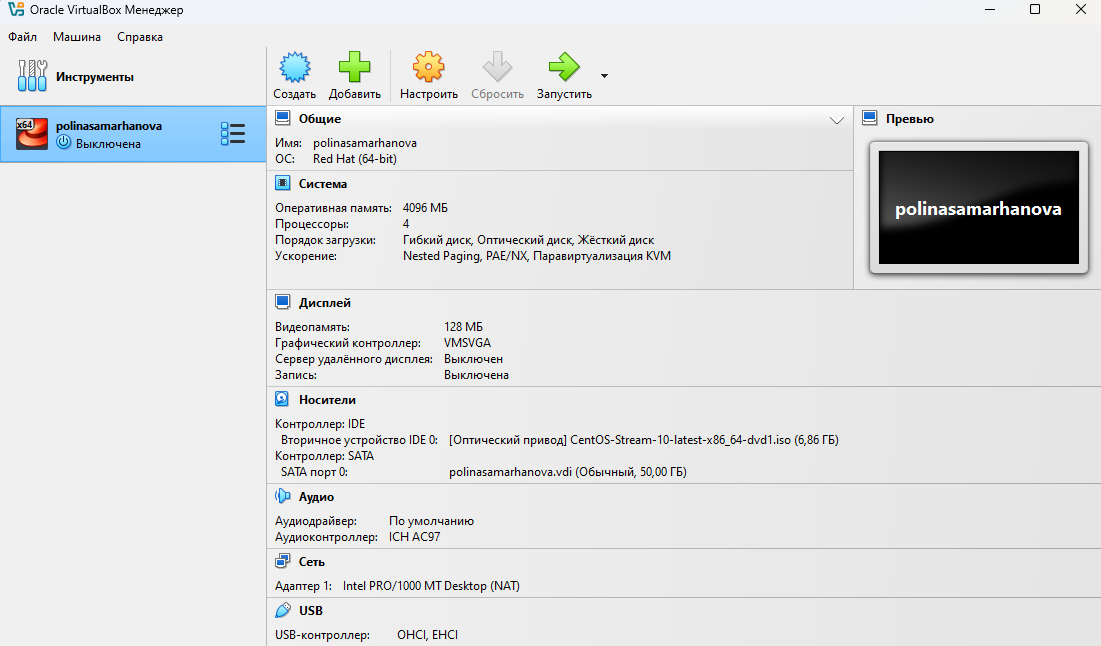 Oracle VirtualBox Менеджер
Файл Машина Справка
Инструменты
Создать Добавить Настроить Сбросить Запустить
x64
polinasamarhanova
Выключена
Общие
Имя: polinasamarhanova
ОС: Red Hat (64-bit)
Превью
polinasamarhanova
Система
Оперативная память: 4096 МБ
Процессоры: 4
Порядок загрузки: Гибкий диск, Оптический диск, Жёсткий диск
Ускорение: Nested Paging, PAE/NX, Паравиртуализация KVM
Дисплей
Видеопамять: 128 МБ
Графический контроллер: VMSVGA
Сервер удалённого дисплея: Выключен
Запись: Выключена
Носители
Контроллер: IDE
Вторичное устройство IDE 0: [Оптический привод] CentOS-Stream-10-latest-x86_64-dvd1.iso (6,86 ГБ)
Контроллер: SATA
SATA порт 0: polinasamarhanova.vdi (Обычный, 50,00 ГБ)
Аудио
Аудиодрайвер: По умолчанию
Аудиоконтроллер: ICH AC97
Сеть
Адаптер 1: Intel PRO/1000 MT Desktop (NAT)
USB
USB-контроллер: OHCI, EHCI